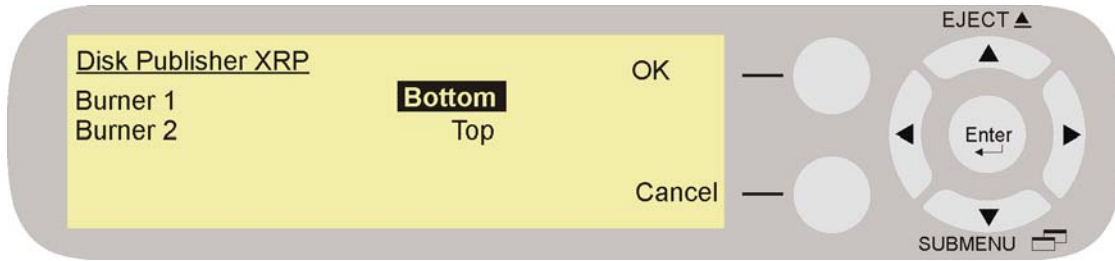 EJECT
Disk Publisher XRP
OK
Burner 1 Bottom
Burner 2 Top
Enter
Cancel
SUBMENU